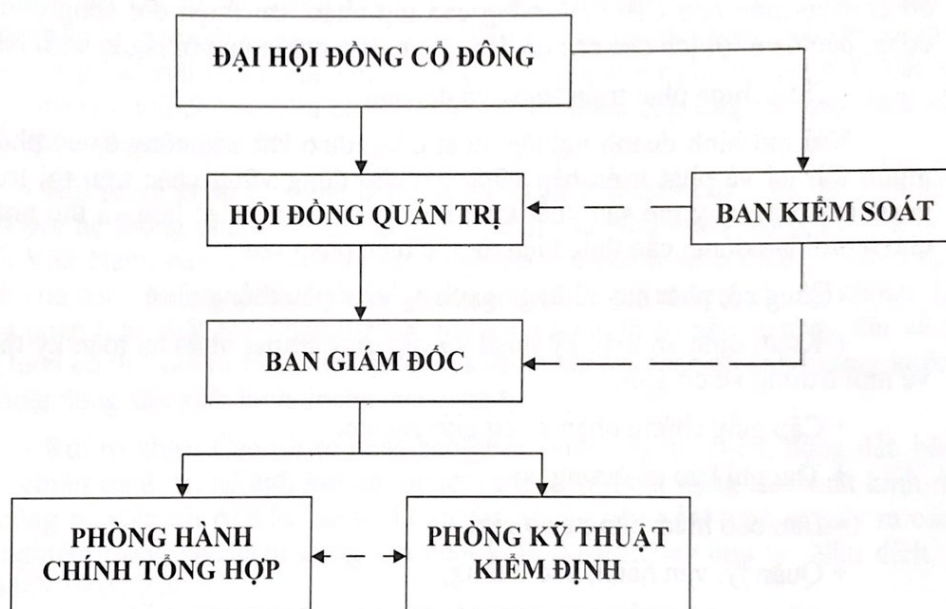 ĐẠI HỘI ĐỒNG CỔ ĐÔNG
HỘI ĐỒNG QUẢN TRỊ
BAN KIỂM SOÁT
BAN GIÁM ĐỐC
PHÒNG HÀNH
CHÍNH TỔNG HỢP
PHÒNG KỸ THUẬT
KIỂM ĐỊNH